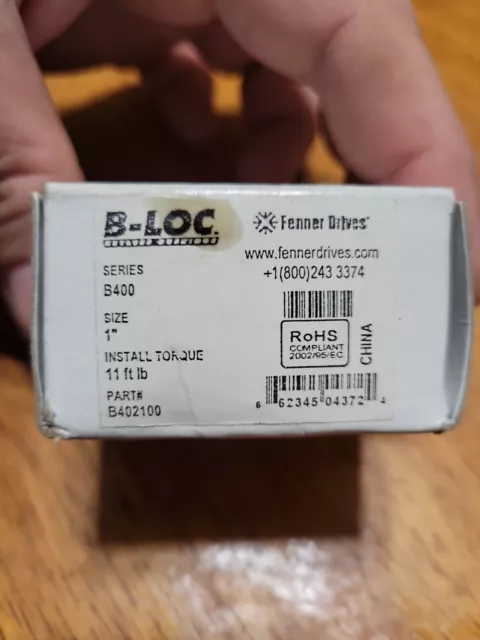 B-LOC.
Fenner Drives®
www.fennerdrives.com
+1(800)243 3374
SERIES
B400
SIZE
1"
INSTALL TORQUE
11 ft lb
PART#
B402100
RoHS
COMPLIANT
2002/95/EC
CHINA
6 62345 04372 4